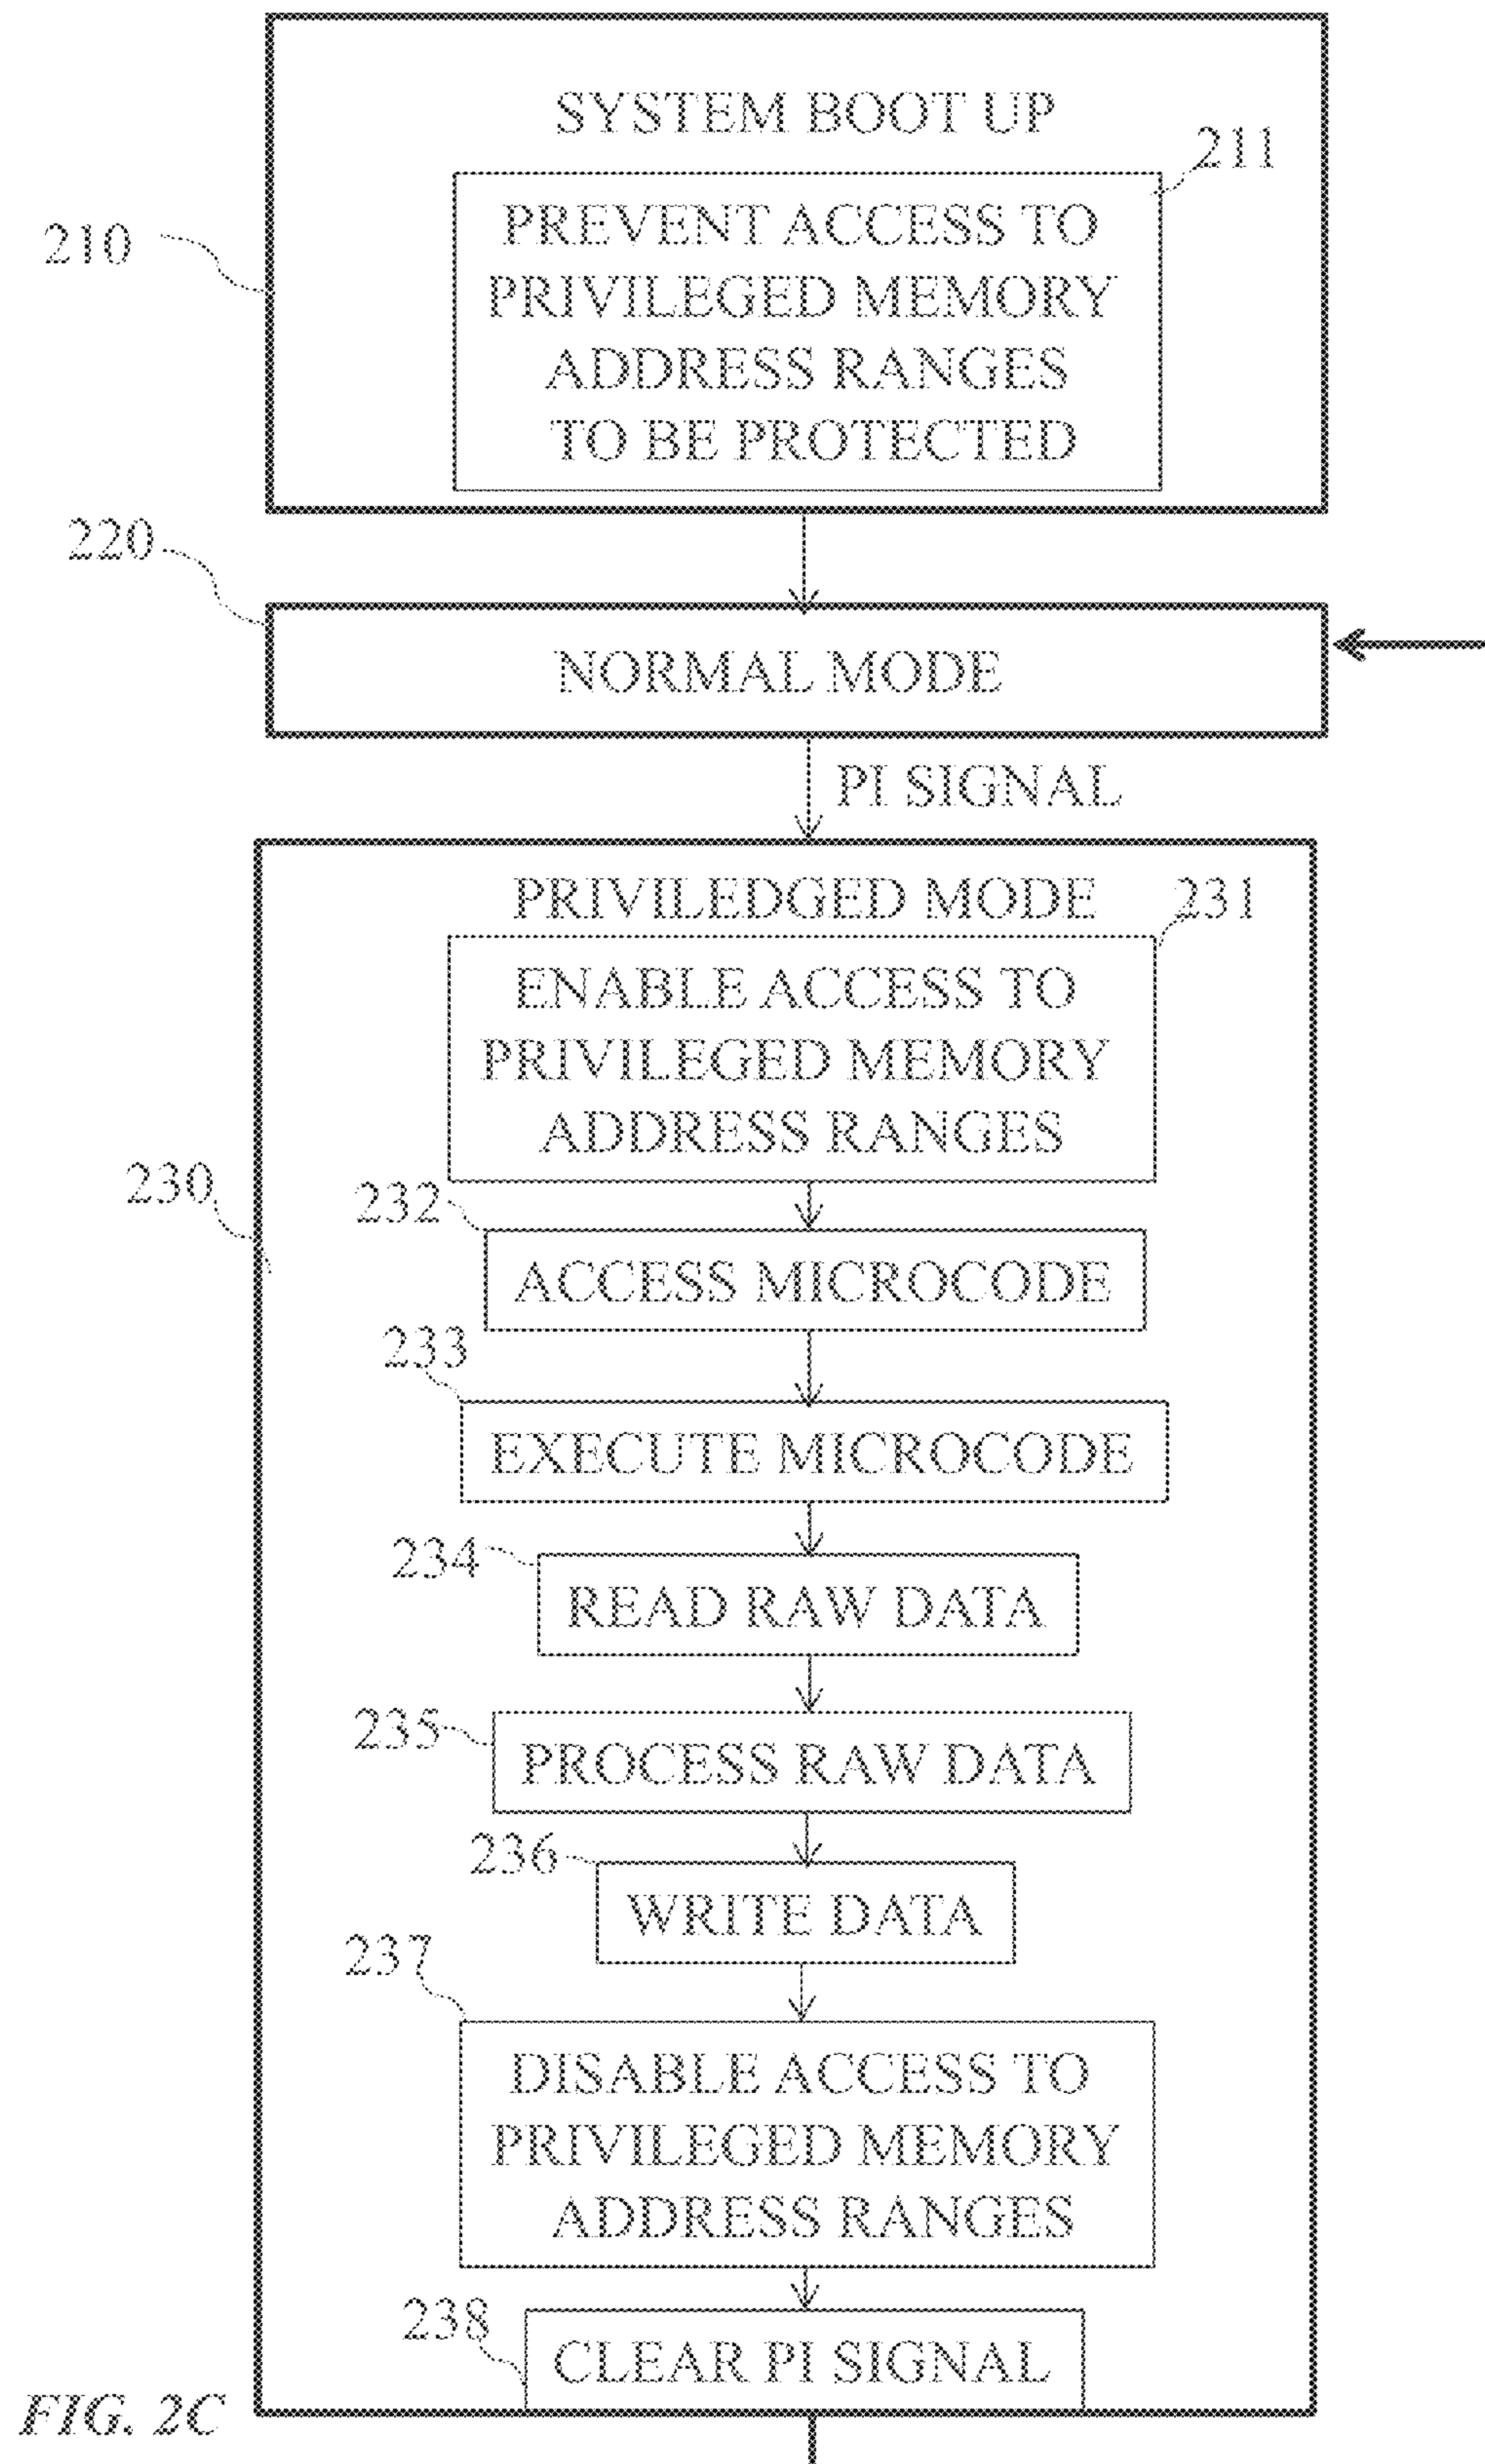 SYSTEM BOOT UP
211
PREVENT ACCESS TO
PRIVILEGED MEMORY
ADDRESS RANGES
TO BE PROTECTED
210
220
NORMAL MODE
PI SIGNAL
PRIVILEDGED MODE
231
ENABLE ACCESS TO
PRIVILEGED MEMORY
ADDRESS RANGES
230
232
ACCESS MICROCODE
233
EXECUTE MICROCODE
234
READ RAW DATA
235
PROCESS RAW DATA
236
WRITE DATA
237
DISABLE ACCESS TO
PRIVILEGED MEMORY
ADDRESS RANGES
238
CLEAR PI SIGNAL
FIG. 2C